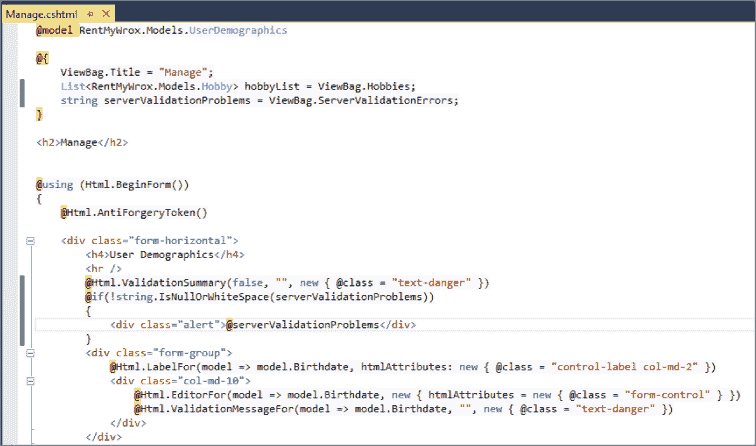 Manage.cshtml
@model RentMyWrox.Models.UserDemographics
@{
ViewBag.Title = "Manage";
List<RentMyWrox.Models.Hobby> hobbyList = ViewBag.Hobbies;
string serverValidationProblems = ViewBag.ServerValidationErrors;
}
<h2>Manage</h2>
@using (Html.BeginForm())
{
@Html.AntiForgeryToken()
<div class="form-horizontal">
<h4>User Demographics</h4>
<hr />
@Html.ValidationSummary(false, "", new { @class = "text-danger" })
@if(!string.IsNullOrWhiteSpace(serverValidationProblems))
{
<div class="alert">@serverValidationProblems</div>
}
<div class="form-group">
@Html.LabelFor(model => model.Birthdate, htmlAttributes: new { @class = "control-label col-md-2" })
<div class="col-md-10">
@Html.EditorFor(model => model.Birthdate, new { htmlAttributes = new { @class = "form-control" } })
@Html.ValidationMessageFor(model => model.Birthdate, "", new { @class = "text-danger" })
</div>
</div>